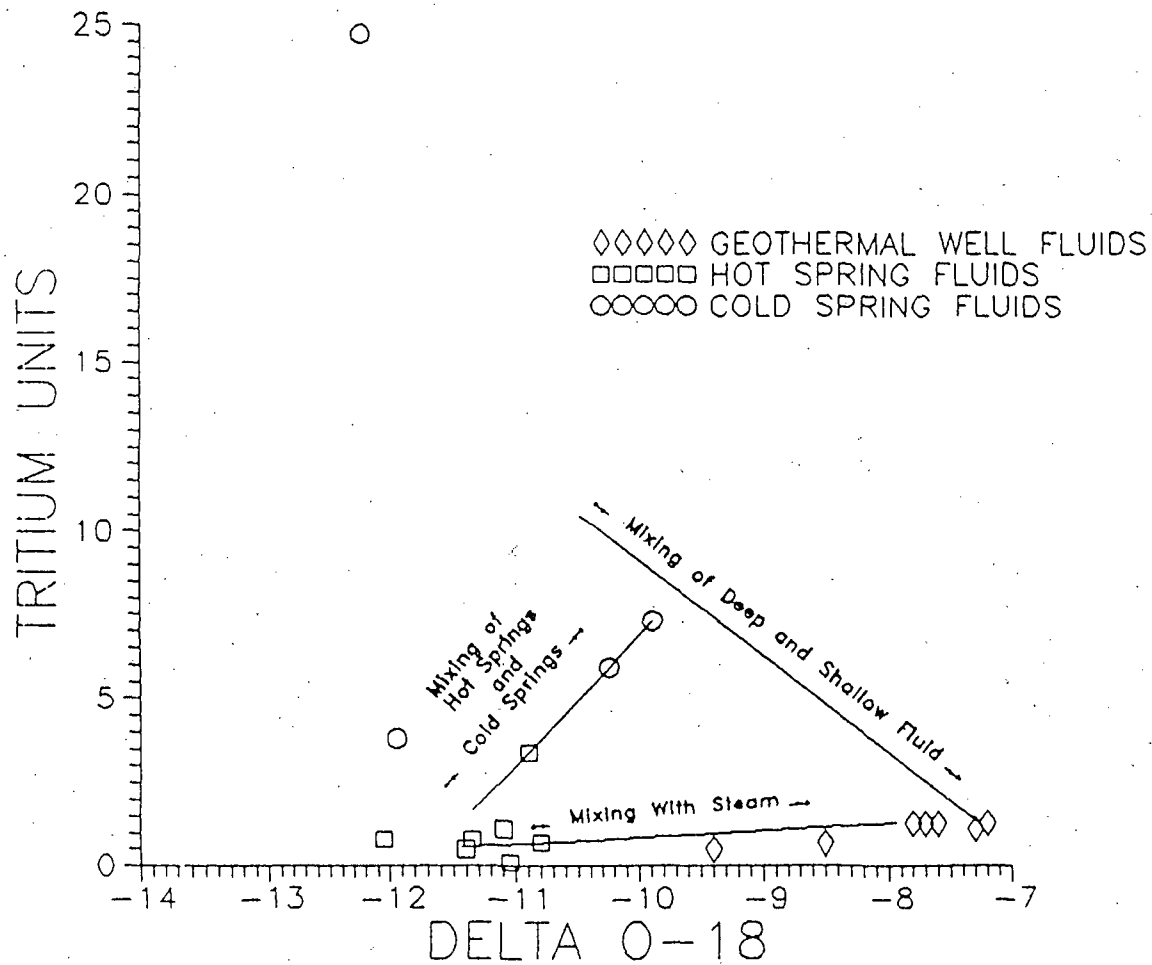 25
20
15
10
5
0
TRITIUM UNITS
GEOTHERMAL WELL FLUIDS
HOT SPRING FLUIDS
COLD SPRING FLUIDS
Mixing of Deep and Shallow Fluid
Mixing of
Hot Springs
and
Cold Springs
Mixing With Steam
-14 -13 -12 -11 -10 -9 -8 -7
DELTA O-18